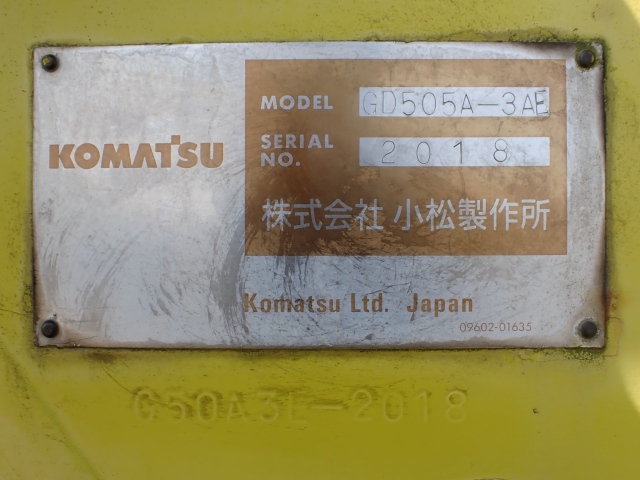 KOMATSU
MODEL GD505A-3AE
SERIAL NO. 2018
株式会社 小松製作所
Komatsu Ltd. Japan
09602-01635
G50A3E-2018